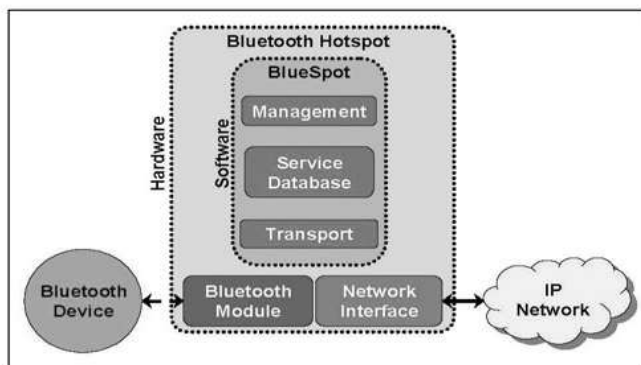 Bluetooth Hotspot
BlueSpot
Hardware
Software
Management
Service
Database
Transport
Bluetooth
Device
Bluetooth
Module
Network
Interface
IP
Network